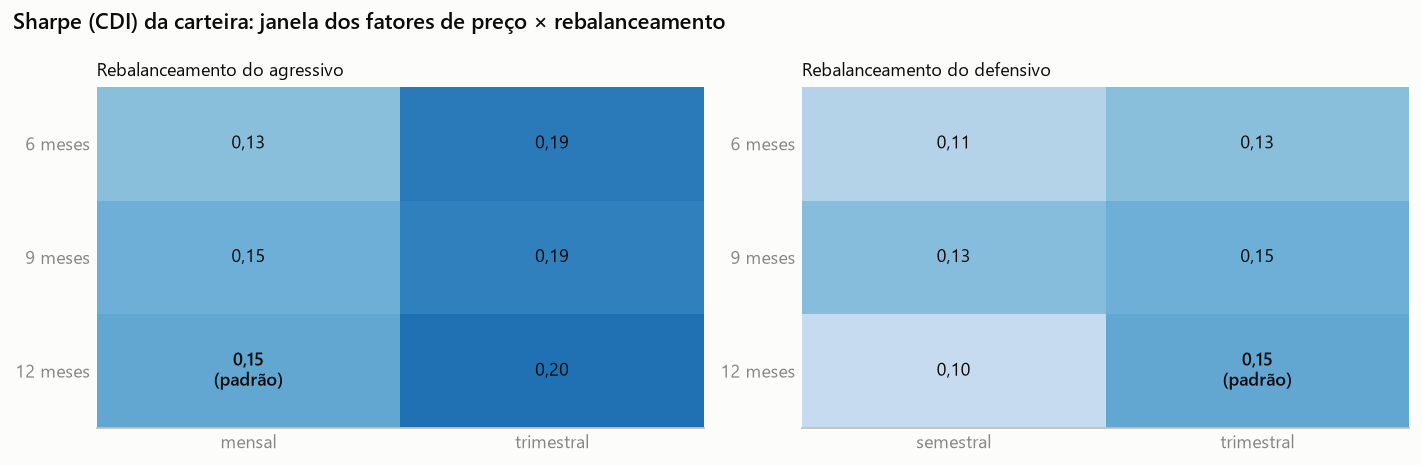 Sharpe (CDI) da carteira: janela dos fatores de preço × rebalanceamento
Rebalanceamento do agressivo
6 meses
0,13
0,19
9 meses
0,15
0,19
12 meses
0,15
(padrão)
0,20
mensal
trimestral
Rebalanceamento do defensivo
6 meses
0,11
0,13
9 meses
0,13
0,15
12 meses
0,10
0,15
(padrão)
semestral
trimestral